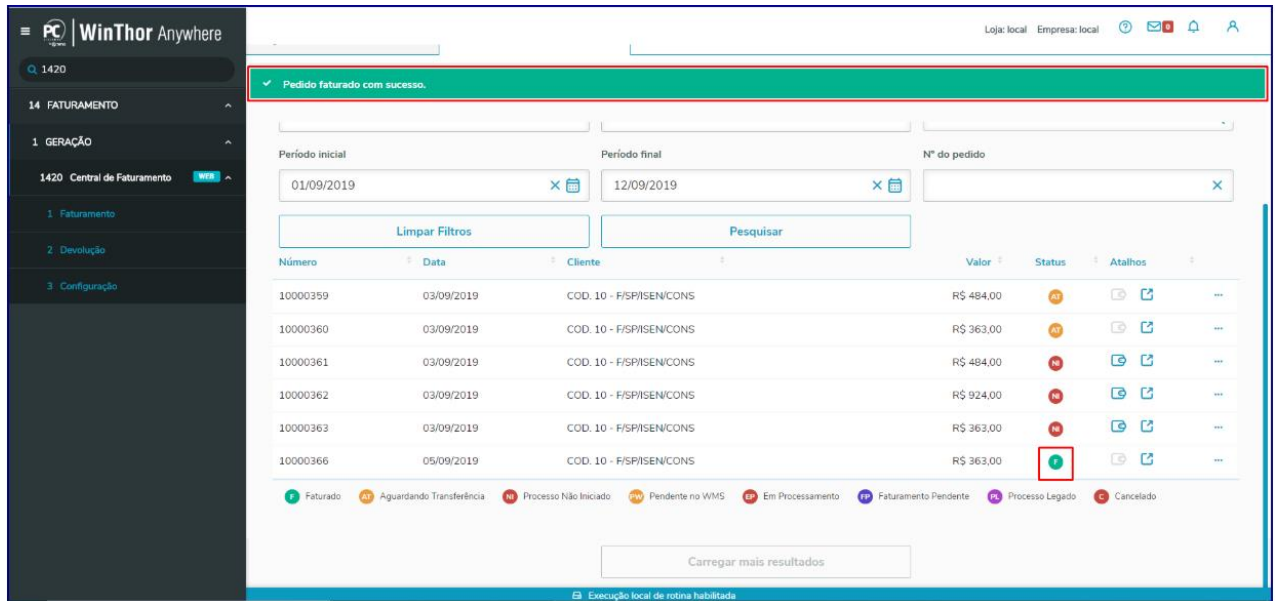 PC WinThor Anywhere
Loja: local Empresa: local
1420
Pedido faturado com sucesso.
14 FATURAMENTO
1 GERAÇÃO
1420 Central de Faturamento WEB
1 Faturamento
2 Devolução
3 Configuração
Período inicial Período final N° do pedido
01/09/2019 12/09/2019
Limpar Filtros Pesquisar
Número Data Cliente Valor Status Atalhos
10000359 03/09/2019 COD. 10 - F/SP/ISEN/CONS R$ 484,00 AT ...
10000360 03/09/2019 COD. 10 - F/SP/ISEN/CONS R$ 363,00 AT ...
10000361 03/09/2019 COD. 10 - F/SP/ISEN/CONS R$ 484,00 NI ...
10000362 03/09/2019 COD. 10 - F/SP/ISEN/CONS R$ 924,00 NI ...
10000363 03/09/2019 COD. 10 - F/SP/ISEN/CONS R$ 363,00 NI ...
10000366 05/09/2019 COD. 10 - F/SP/ISEN/CONS R$ 363,00 F ...
F Faturado AT Aguardando Transferência NI Processo Não Iniciado PW Pendente no WMS EP Em Processamento FP Faturamento Pendente PL Processo Legado C Cancelado
Carregar mais resultados
Execução local de rotina habilitada